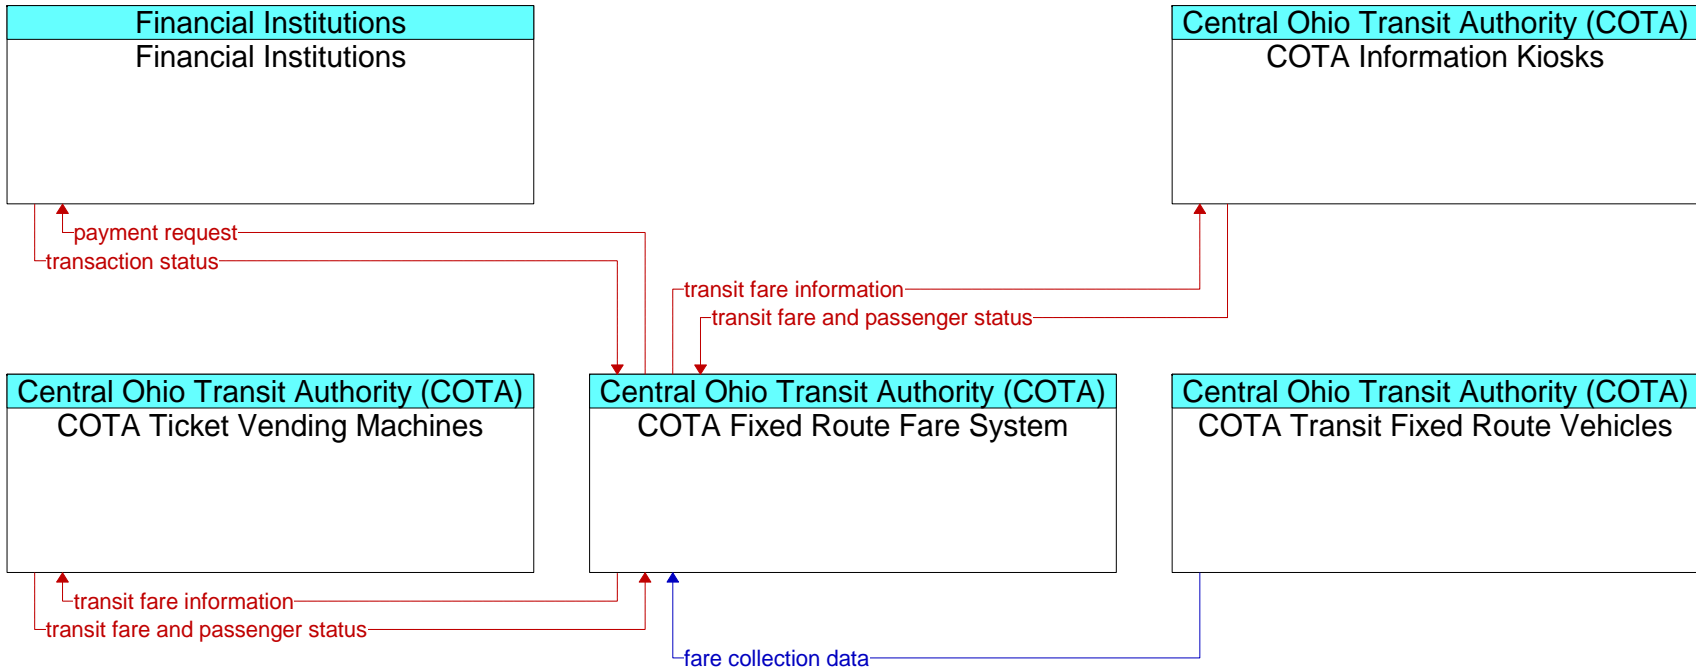 Financial Institutions
Financial Institutions
Central Ohio Transit Authority (COTA)
COTA Information Kiosks
payment request
transaction status
transit fare information
transit fare and passenger status
Central Ohio Transit Authority (COTA)
COTA Ticket Vending Machines
Central Ohio Transit Authority (COTA)
COTA Fixed Route Fare System
Central Ohio Transit Authority (COTA)
COTA Transit Fixed Route Vehicles
transit fare information
transit fare and passenger status
fare collection data